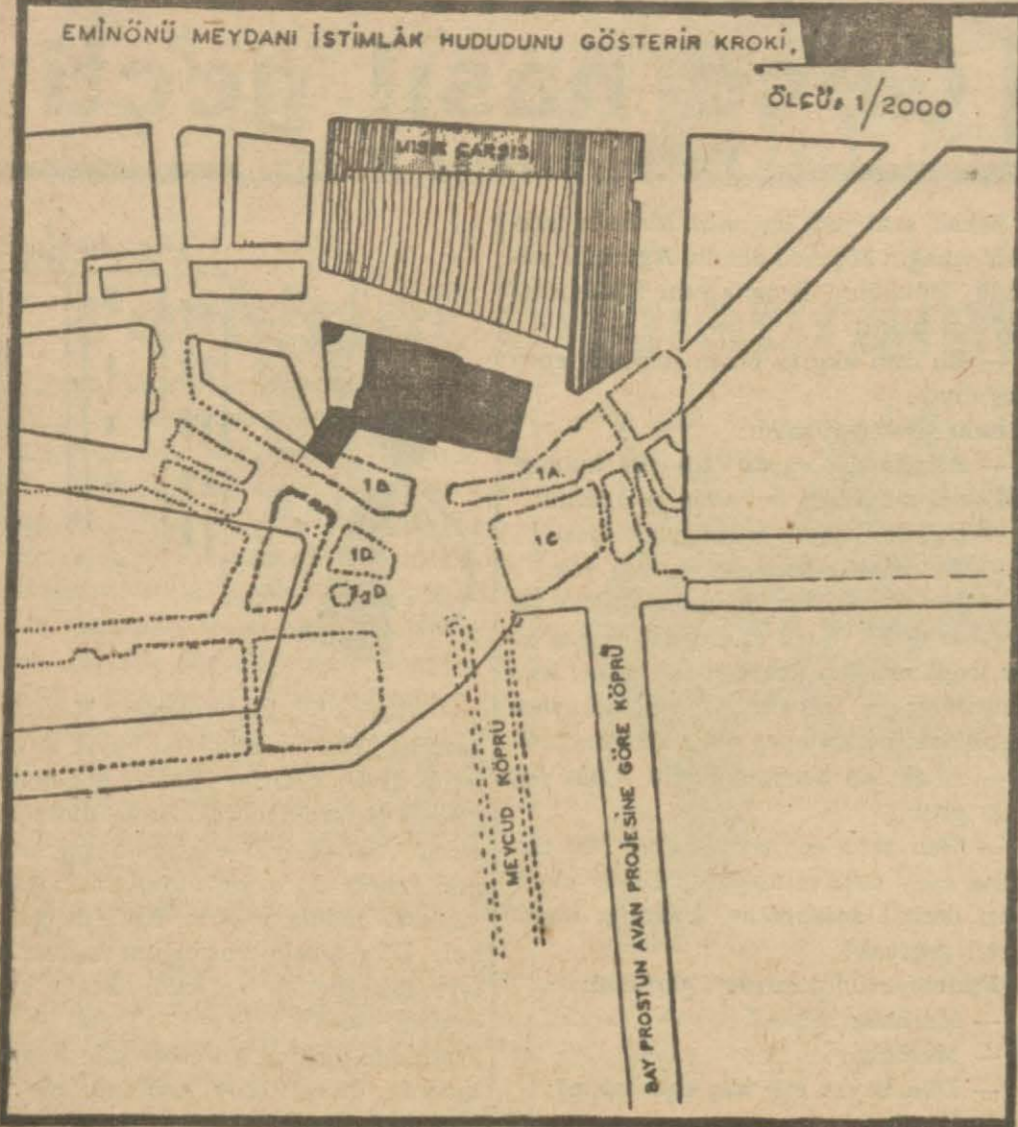 EMİNÖNÜ MEYDANI İSTİMLÂK HUDUDUNU GÖSTERİR KROKİ.
ÖLÇÜ: 1/2000
MISIR ÇARŞISI
1A.
1B.
1C
1D.
2D
MEVCUD KÖPRÜ
BAY PROSTUN AVAN PROJESİNE GÖRE KÖPRÜ